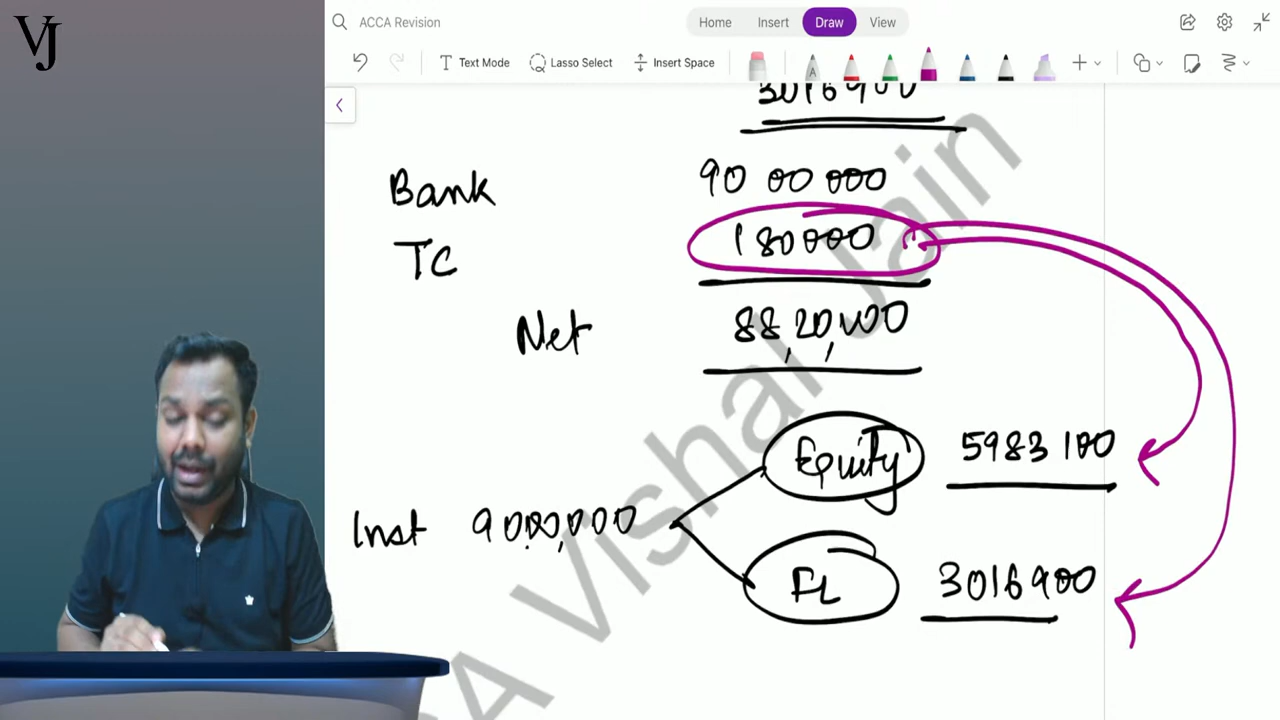 VJ
ACCA Revision
Home Insert Draw View
Text Mode Lasso Select Insert Space
3016900
Bank 90 00 000
TC 180000
Net 88,20,000
Equity 5983100
Inst 90,00,000
FL 3016900
CA Vishal Jain